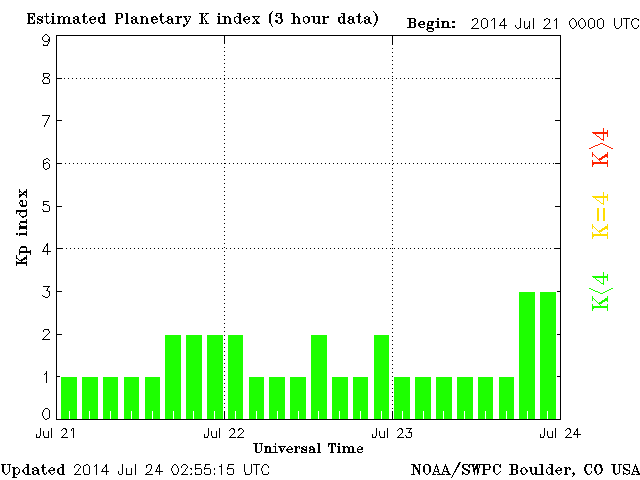 Estimated Planetary K index (3 hour data) Begin: 2014 Jul 21 0000 UTC
9
8
7
6
5
4
3
2
1
0
Kp index
K>4
K=4
K<4
Jul 21 Jul 22 Jul 23 Jul 24
Universal Time
Updated 2014 Jul 24 02:55:15 UTC NOAA/SWPC Boulder, CO USA